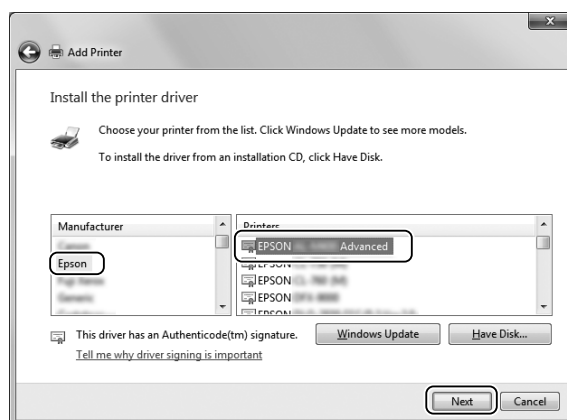 x
Add Printer
Install the printer driver
Choose your printer from the list. Click Windows Update to see more models.
To install the driver from an installation CD, click Have Disk.
Manufacturer
Epson
Printers
EPSON Advanced
EPSON
EPSON
EPSON
EPSON
This driver has an Authenticode(tm) signature.
Tell me why driver signing is important
Windows Update
Have Disk...
Next
Cancel